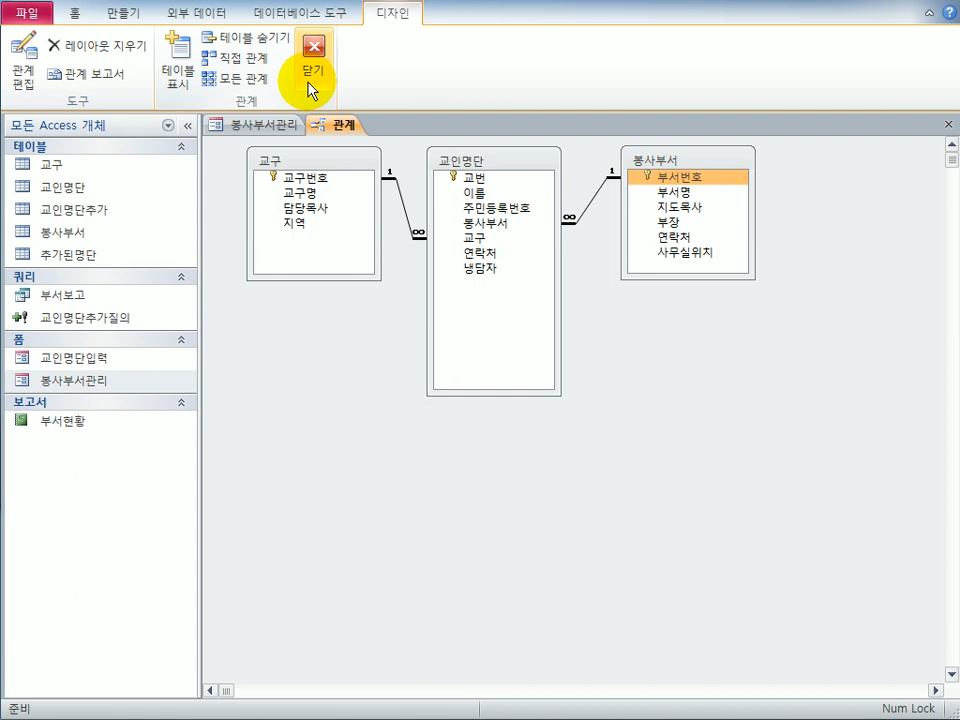 파일 홈 만들기 외부 데이터 데이터베이스 도구 디자인
관계 편집
레이아웃 지우기
관계 보고서
도구
테이블 표시
테이블 숨기기
직접 관계
모든 관계
관계
닫기
모든 Access 개체
테이블
교구
교인명단
교인명단추가
봉사부서
추가된명단
쿼리
부서보고
교인명단추가질의
폼
교인명단입력
봉사부서관리
보고서
부서현황
봉사부서관리 관계
교구
교구번호
교구명
담당목사
지역
1
∞
교인명단
교번
이름
주민등록번호
봉사부서
교구
연락처
냉담자
∞
1
봉사부서
부서번호
부서명
지도목사
부장
연락처
사무실위치
준비
Num Lock